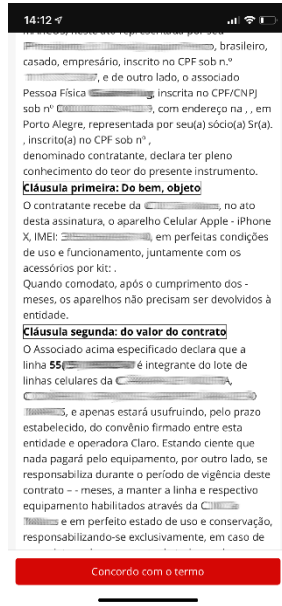 14:12
brasileiro,
casado, empresário, inscrito no CPF sob n.º
, e de outro lado, o associado
Pessoa Física inscrita no CPF/CNPJ
sob nº , com endereço na , , em
Porto Alegre, representada por seu(a) sócio(a) Sr(a).
, inscrito(a) no CPF sob nº ,
denominado contratante, declara ter pleno
conhecimento do teor do presente instrumento.
Cláusula primeira: Do bem, objeto
O contratante recebe da , no ato
desta assinatura, o aparelho Celular Apple - iPhone
X, IMEI: , em perfeitas condições
de uso e funcionamento, juntamente com os
acessórios por kit: .
Quando comodato, após o cumprimento dos -
meses, os aparelhos não precisam ser devolvidos à
entidade.
Cláusula segunda: do valor do contrato
O Associado acima especificado declara que a
linha 55( é integrante do lote de
linhas celulares da
, e apenas estará usufruindo, pelo prazo
estabelecido, do convênio firmado entre esta
entidade e operadora Claro. Estando ciente que
nada pagará pelo equipamento, por outro lado, se
responsabiliza durante o período de vigência deste
contrato – - meses, a manter a linha e respectivo
equipamento habilitados através da
e em perfeito estado de uso e conservação,
responsabilizando-se exclusivamente, em caso de
Concordo com o termo